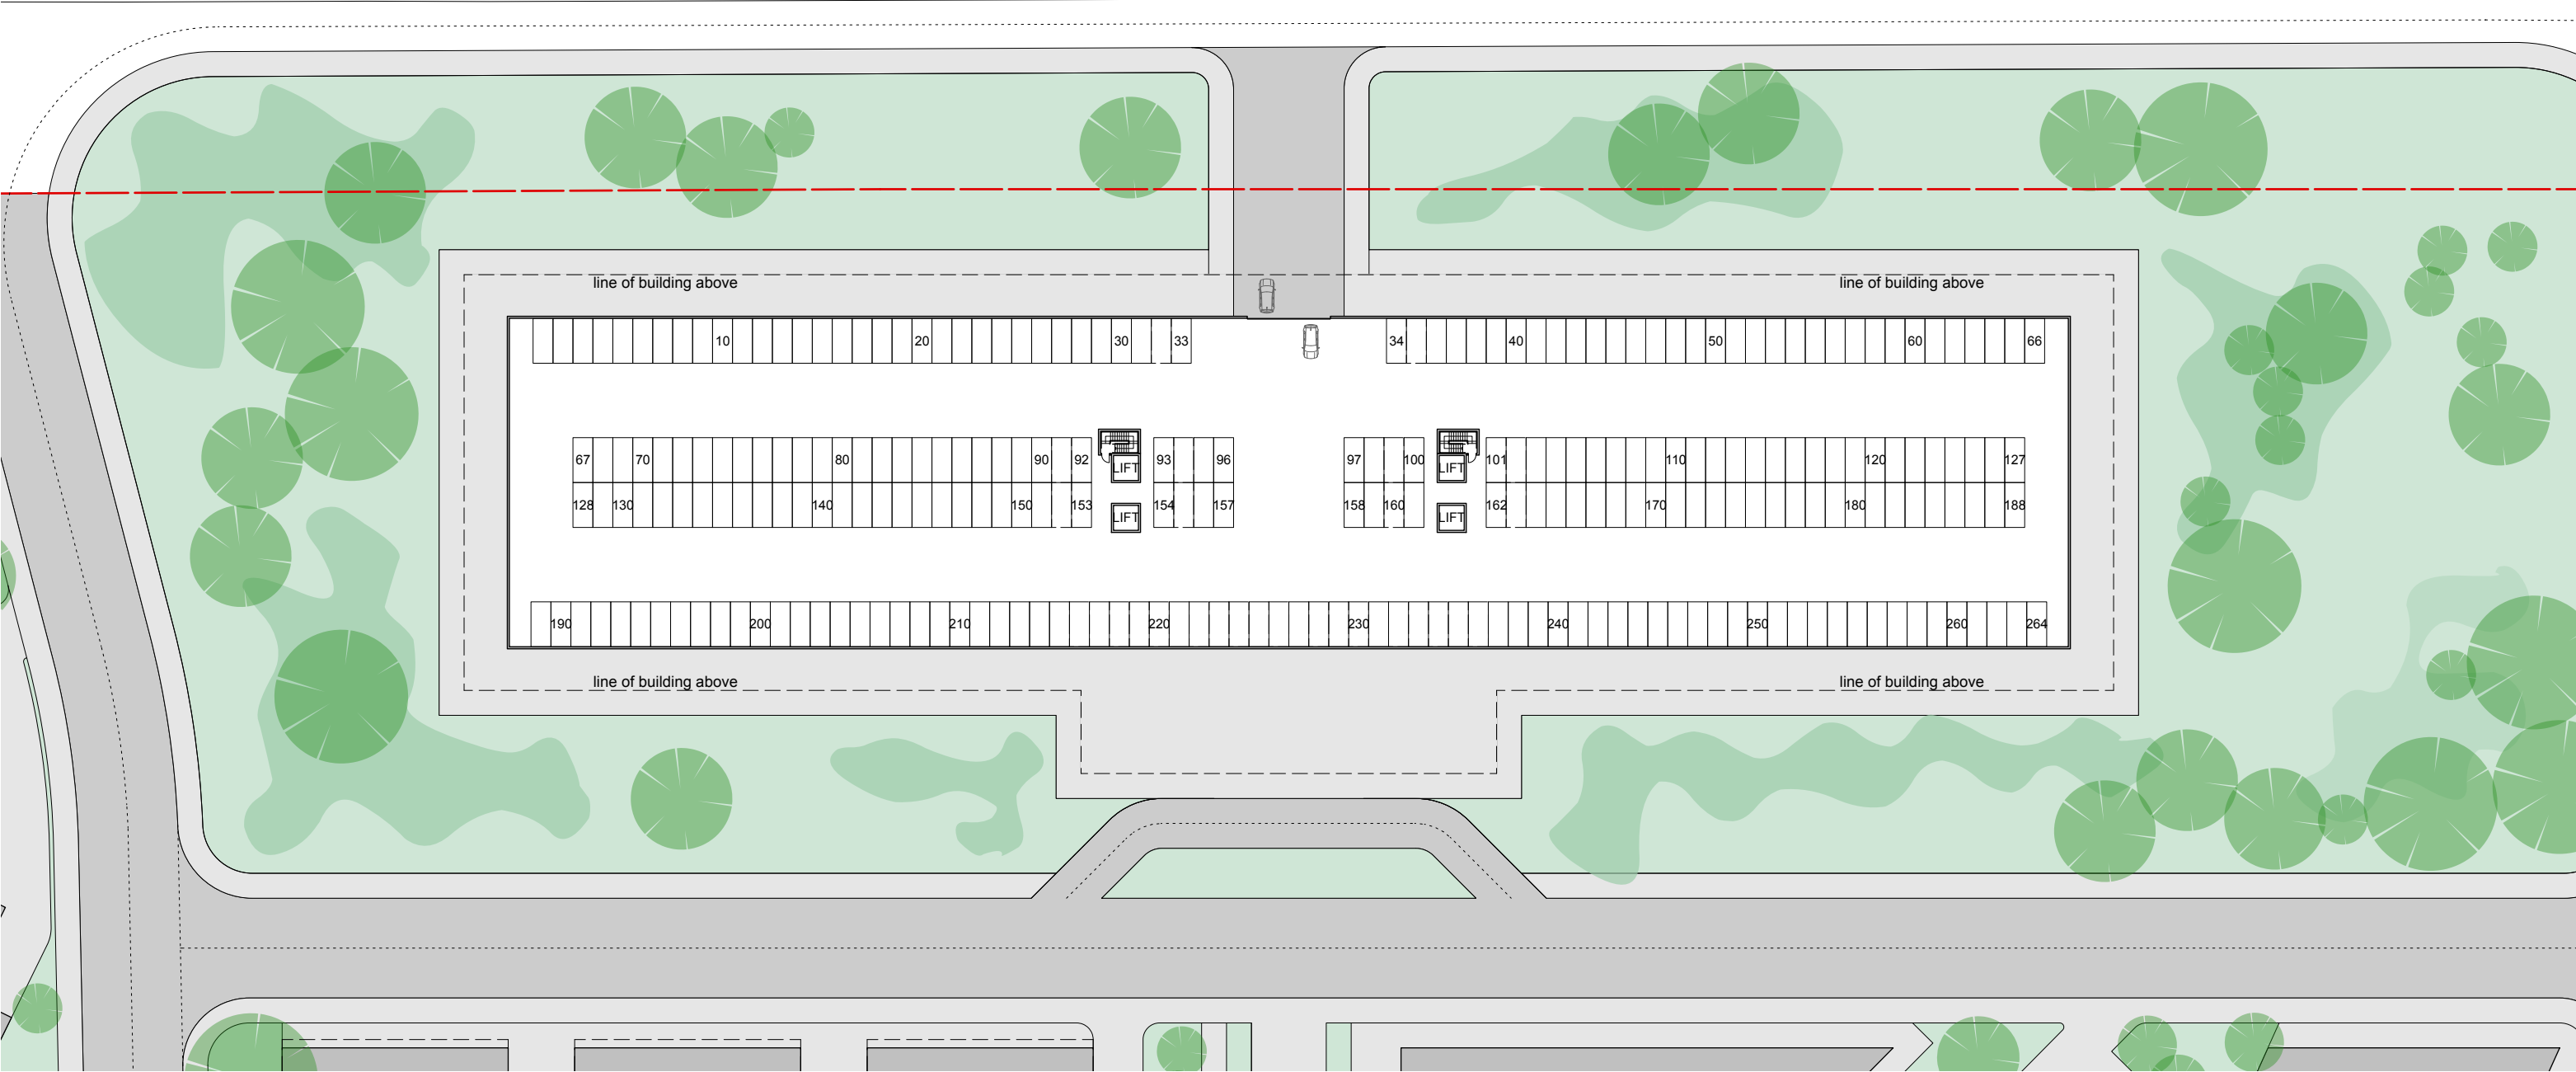 line of building above line of building above
10 20 30 33 34 40 50 60 66
67 70 80 90 92 LIFT 93 96 97 100 LIFT 101 110 120 127
128 130 140 150 153 LIFT 154 157 158 160 LIFT 162 170 180 188
190 200 210 220 230 240 250 260 264
line of building above line of building above